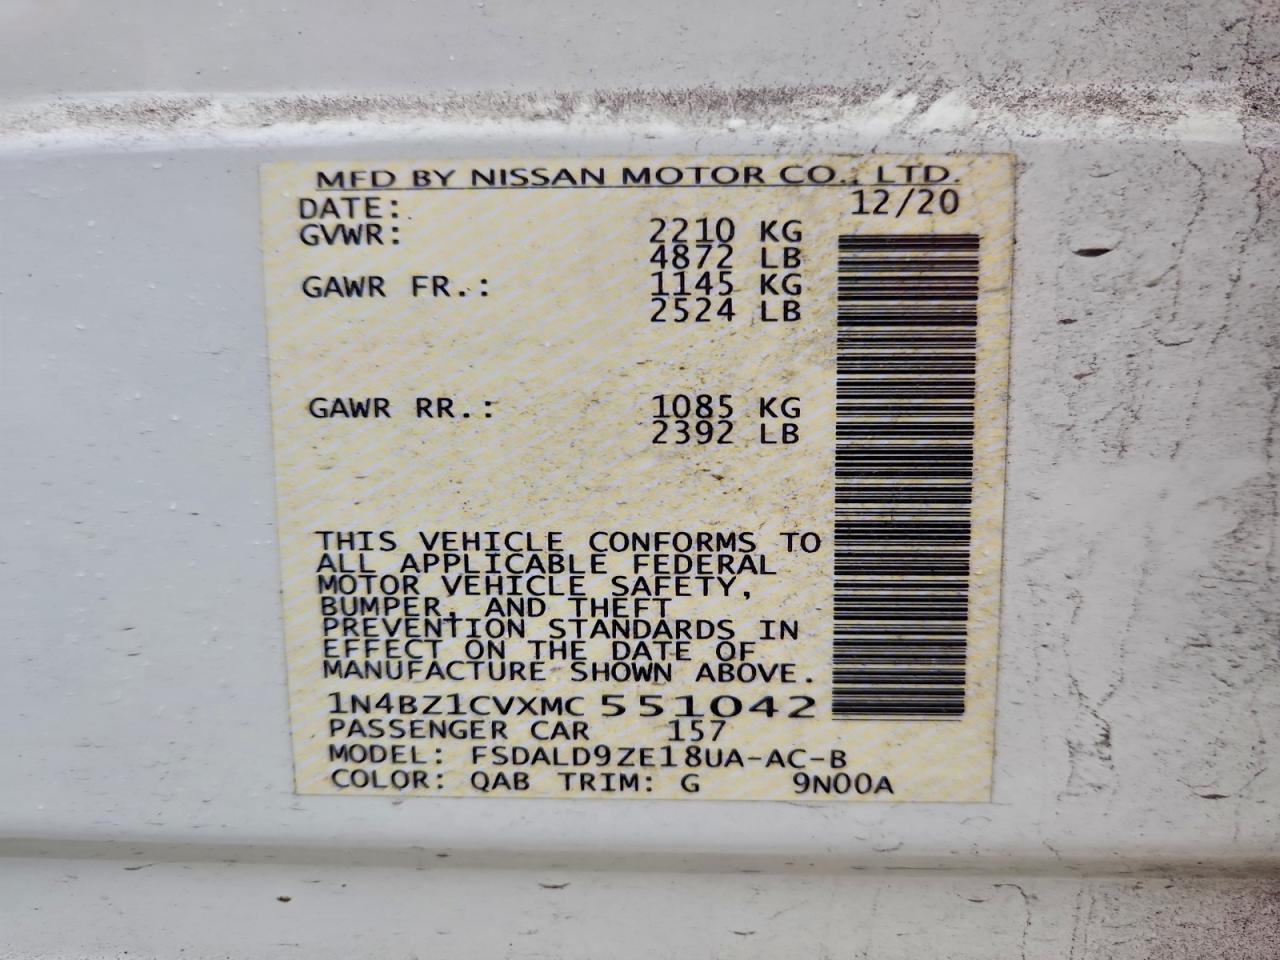 MFD BY NISSAN MOTOR CO., LTD.
DATE: 12/20
GVWR: 2210 KG
4872 LB
GAWR FR.: 1145 KG
2524 LB
GAWR RR.: 1085 KG
2392 LB
THIS VEHICLE CONFORMS TO
ALL APPLICABLE FEDERAL
MOTOR VEHICLE SAFETY,
BUMPER, AND THEFT
PREVENTION STANDARDS IN
EFFECT ON THE DATE OF
MANUFACTURE SHOWN ABOVE.
1N4BZ1CVXMC 551042
PASSENGER CAR 157
MODEL: FSDALD9ZE18UA-AC-B
COLOR: QAB TRIM: G 9N00A